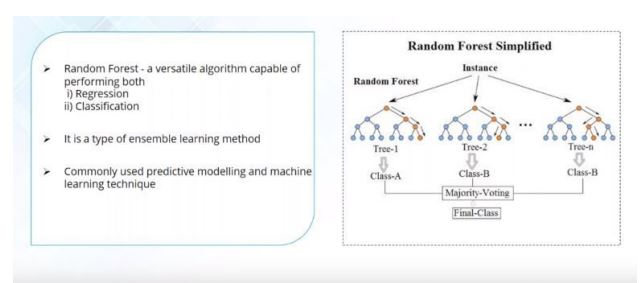 Random Forest - a versatile algorithm capable of
performing both
i) Regression
ii) Classification
It is a type of ensemble learning method
Commonly used predictive modelling and machine
learning technique
Random Forest Simplified
Instance
Random Forest
...
Tree-1 Tree-2 Tree-n
Class-A Class-B Class-B
Majority-Voting
Final-Class